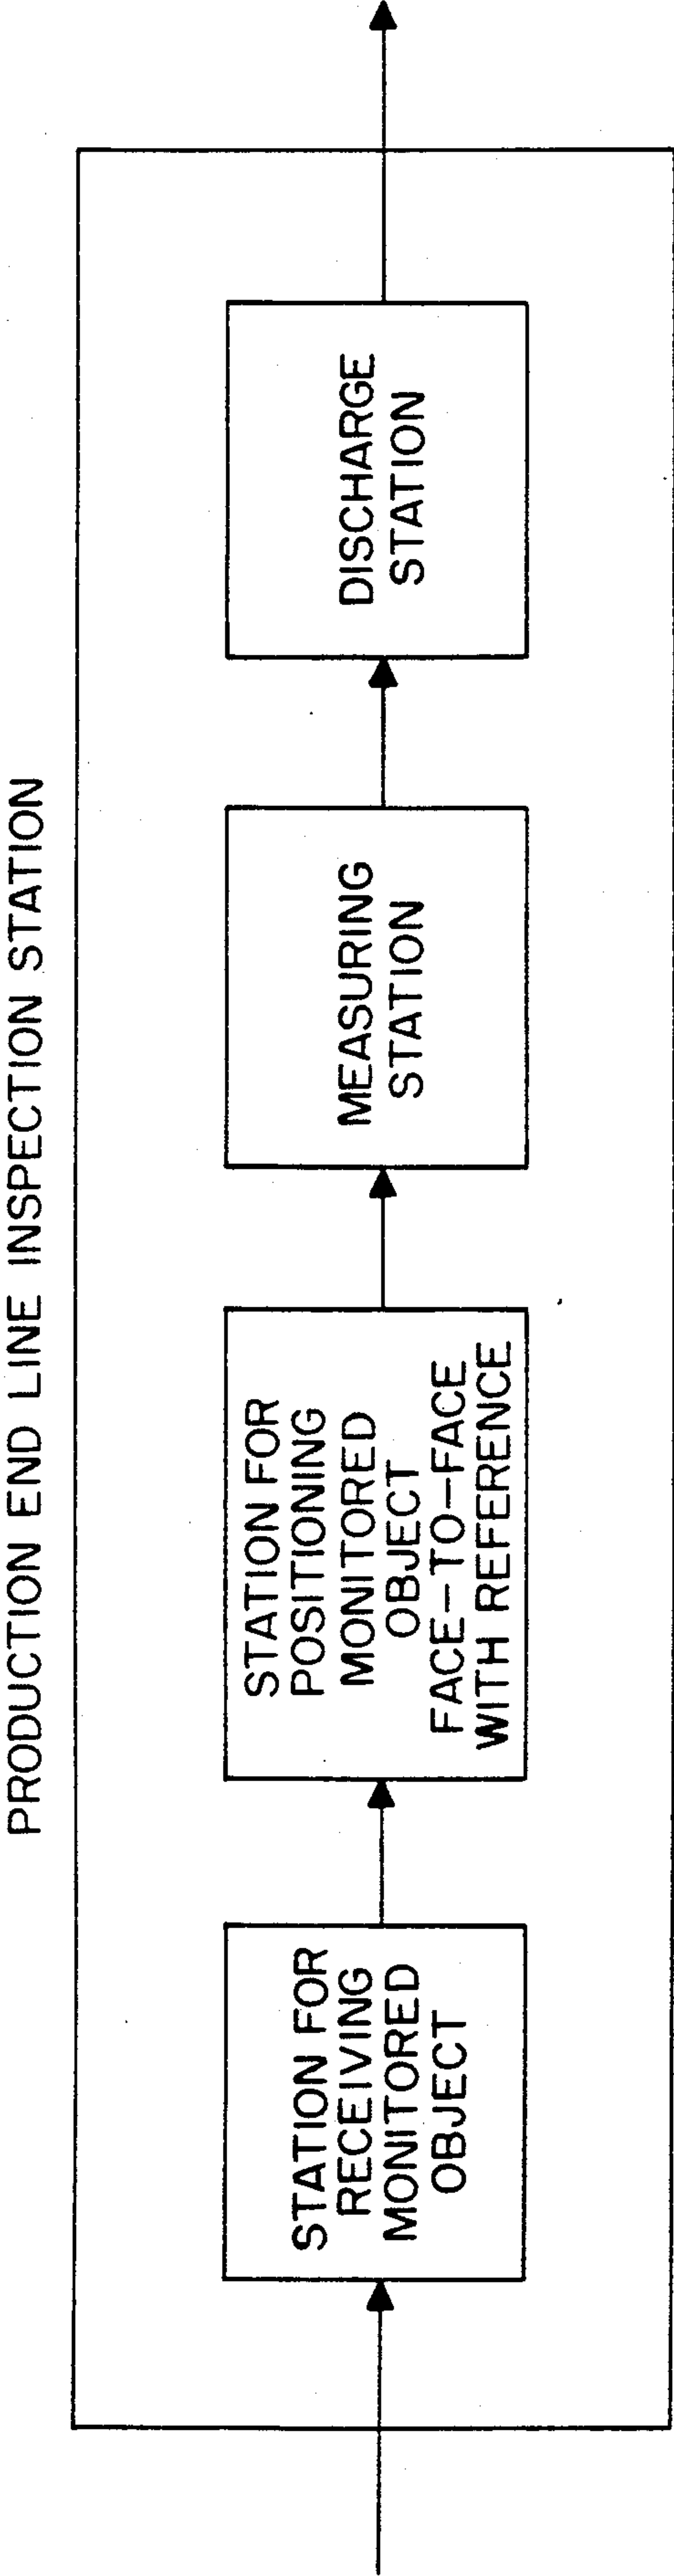 PRODUCTION END LINE INSPECTION STATION
STATION FOR
RECEIVING
MONITORED
OBJECT
STATION FOR
POSITIONING
MONITORED
OBJECT
FACE-TO-FACE
WITH REFERENCE
MEASURING
STATION
DISCHARGE
STATION